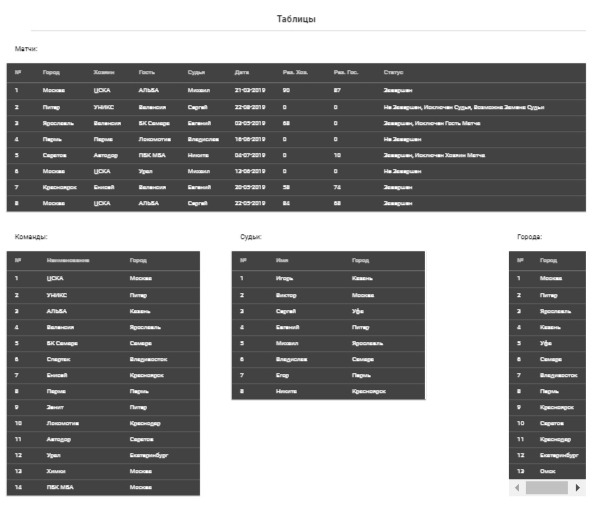 Таблицы
Матчи:
№ Город Хозяин Гость Судья Дата Рез. Хоз. Рез. Гос. Статус
1 Москва ЦСКА АЛЬБА Михаил 21-03-2019 90 87 Завершен
2 Питер УНИКС Валенсия Сергей 22-08-2019 0 0 Не Завершен, Исключен Судья, Возможна Замена Судьи
3 Ярославль Валенсия БК Самара Евгений 03-05-2019 68 0 Завершен, Исключен Гость Матча
4 Пермь Парма Локомотив Владислав 16-06-2019 0 0 Не Завершен
5 Саратов Автодор ПБК МБА Никита 04-07-2019 0 10 Завершен, Исключен Хозяин Матча
6 Москва ЦСКА Урал Михаил 13-06-2019 0 0 Не Завершен
7 Красноярск Енисей Валенсия Евгений 20-05-2019 58 74 Завершен
8 Москва ЦСКА АЛЬБА Сергей 22-05-2019 84 68 Завершен
Команды:
№ Наименование Город
1 ЦСКА Москва
2 УНИКС Питер
3 АЛЬБА Казань
4 Валенсия Ярославль
5 БК Самара Самара
6 Спартак Владивосток
7 Енисей Красноярск
8 Парма Пермь
9 Зенит Питер
10 Локомотив Краснодар
11 Автодор Саратов
12 Урал Екатеринбург
13 Химки Москва
14 ПБК МБА Москва
Судьи:
№ Имя Город
1 Игорь Казань
2 Виктор Москва
3 Сергей Уфа
4 Евгений Питер
5 Михаил Ярославль
6 Владислав Самара
7 Егор Пермь
8 Никита Красноярск
Города:
№ Город
1 Москва
2 Питер
3 Ярославль
4 Казань
5 Уфа
6 Самара
7 Владивосток
8 Пермь
9 Красноярск
10 Саратов
11 Краснодар
12 Екатеринбург
13 Омск